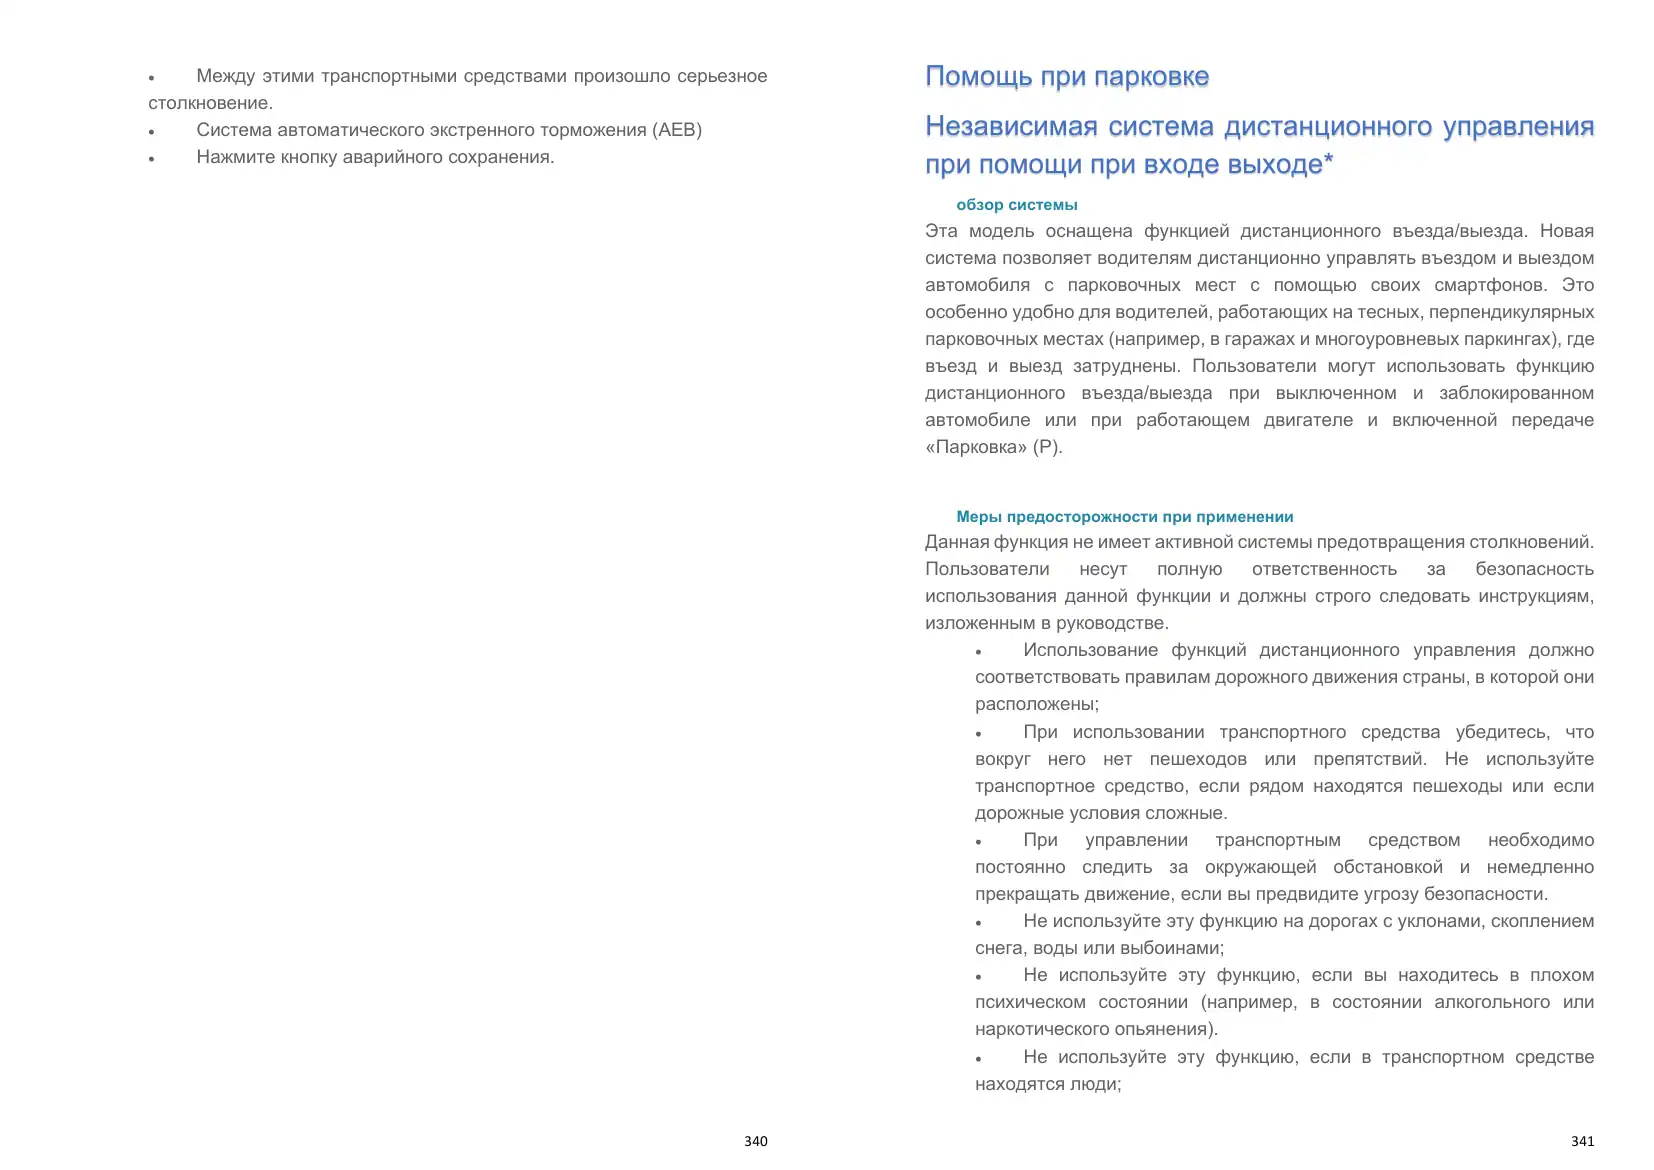 • Между этими транспортными средствами произошло серьезное
столкновение.
• Система автоматического экстренного торможения (AEB)
• Нажмите кнопку аварийного сохранения.
340
Помощь при парковке
Независимая система дистанционного управления
при помощи при входе выходе*
обзор системы
Эта модель оснащена функцией дистанционного въезда/выезда. Новая
система позволяет водителям дистанционно управлять въездом и выездом
автомобиля с парковочных мест с помощью своих смартфонов. Это
особенно удобно для водителей, работающих на тесных, перпендикулярных
парковочных местах (например, в гаражах и многоуровневых паркингах), где
въезд и выезд затруднены. Пользователи могут использовать функцию
дистанционного въезда/выезда при выключенном и заблокированном
автомобиле или при работающем двигателе и включенной передаче
«Парковка» (P).
Меры предосторожности при применении
Данная функция не имеет активной системы предотвращения столкновений.
Пользователи несут полную ответственность за безопасность
использования данной функции и должны строго следовать инструкциям,
изложенным в руководстве.
• Использование функций дистанционного управления должно
соответствовать правилам дорожного движения страны, в которой они
расположены;
• При использовании транспортного средства убедитесь, что
вокруг него нет пешеходов или препятствий. Не используйте
транспортное средство, если рядом находятся пешеходы или если
дорожные условия сложные.
• При управлении транспортным средством необходимо
постоянно следить за окружающей обстановкой и немедленно
прекращать движение, если вы предвидите угрозу безопасности.
• Не используйте эту функцию на дорогах с уклонами, скоплением
снега, воды или выбоинами;
• Не используйте эту функцию, если вы находитесь в плохом
психическом состоянии (например, в состоянии алкогольного или
наркотического опьянения).
• Не используйте эту функцию, если в транспортном средстве
находятся люди;
341